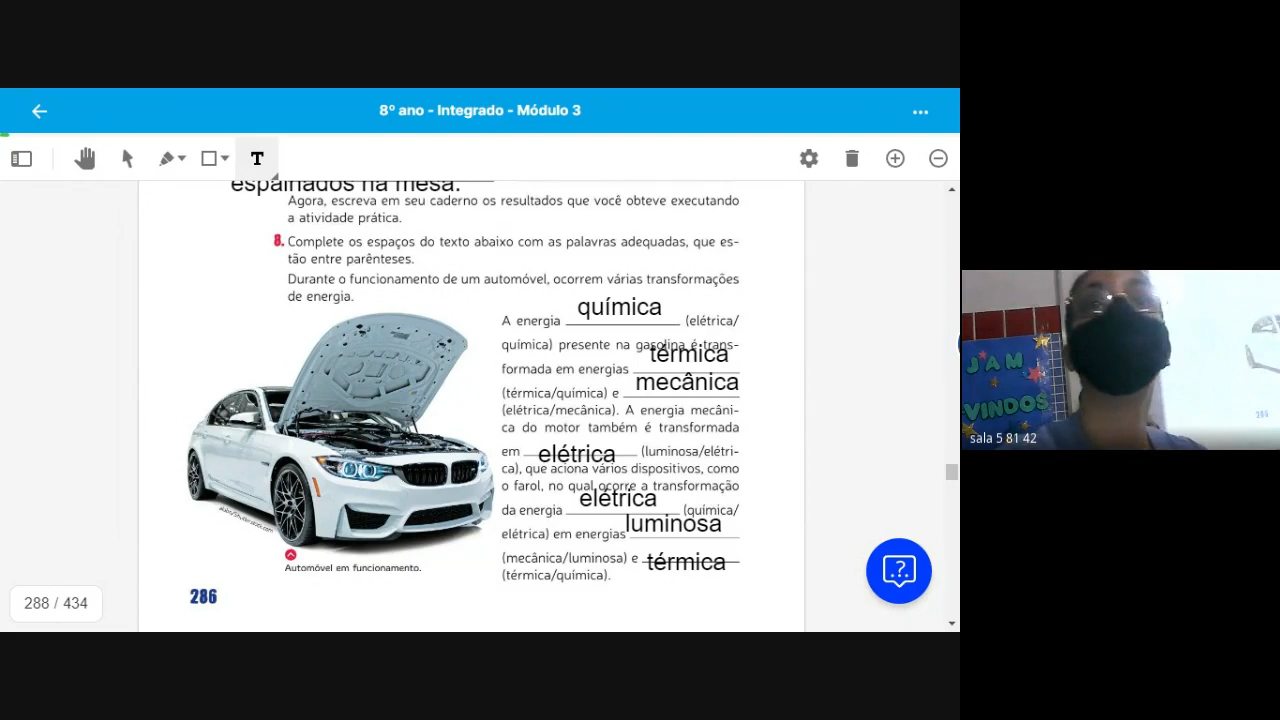 8º ano - Integrado - Módulo 3
T
espalhados na mesa.
Agora, escreva em seu caderno os resultados que você obteve executando
a atividade prática.
8. Complete os espaços do texto abaixo com as palavras adequadas, que es-
tão entre parênteses.
Durante o funcionamento de um automóvel, ocorrem várias transformações
de energia.
A energia química (elétrica/
química) presente na gasolina é trans-
formada em energias térmica
(térmica/química) e mecânica
(elétrica/mecânica). A energia mecâni-
ca do motor também é transformada
em elétrica (luminosa/elétri-
ca), que aciona vários dispositivos, como
o farol, no qual ocorre a transformação
da energia elétrica (química/
elétrica) em energias luminosa
(mecânica/luminosa) e térmica
(térmica/química).
Automóvel em funcionamento.
286
288 / 434
JAM
VINDOS
286
sala 5 81 42